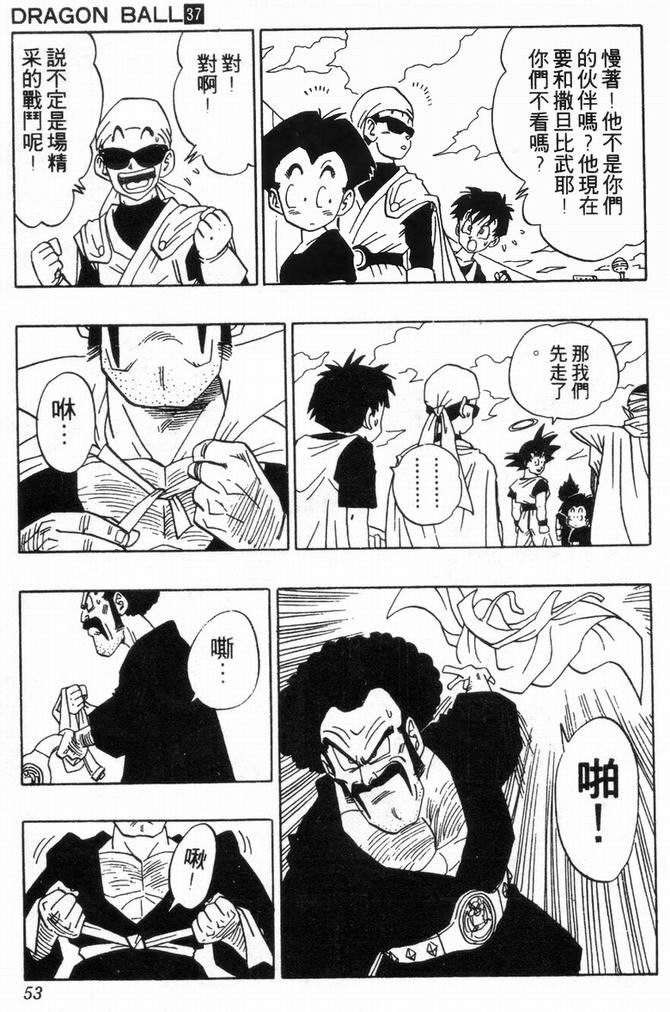 DRAGON BALL 37
慢著！他不是你們
的伙伴嗎？他現在
要和撒旦比武耶！
你們不看嗎？
對！
對啊！
說不定是場精
采的戰鬥呢！
那我們
先走了
。
………
咻…
啪！
嘶…
啾！
53